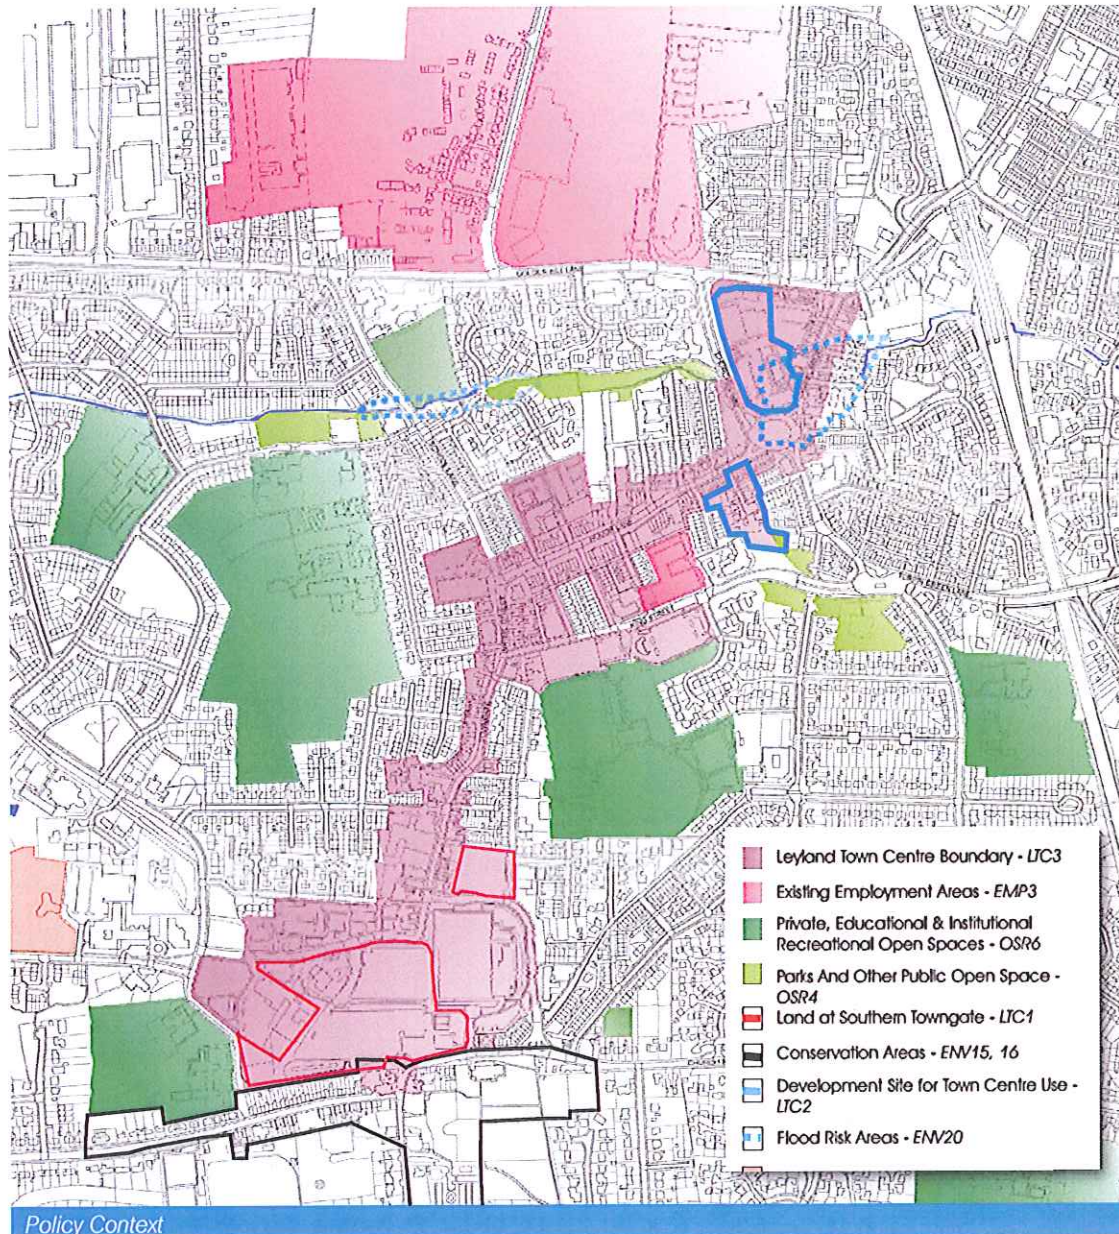 Leyland Town Centre Boundary - LTC3
Existing Employment Areas - EMP3
Private, Educational & Institutional
Recreational Open Spaces - OSR6
Parks And Other Public Open Space -
OSR4
Land at Southern Towngate - LTC1
Conservation Areas - ENV15, 16
Development Site for Town Centre Use -
LTC2
Flood Risk Areas - ENV20
Policy Context